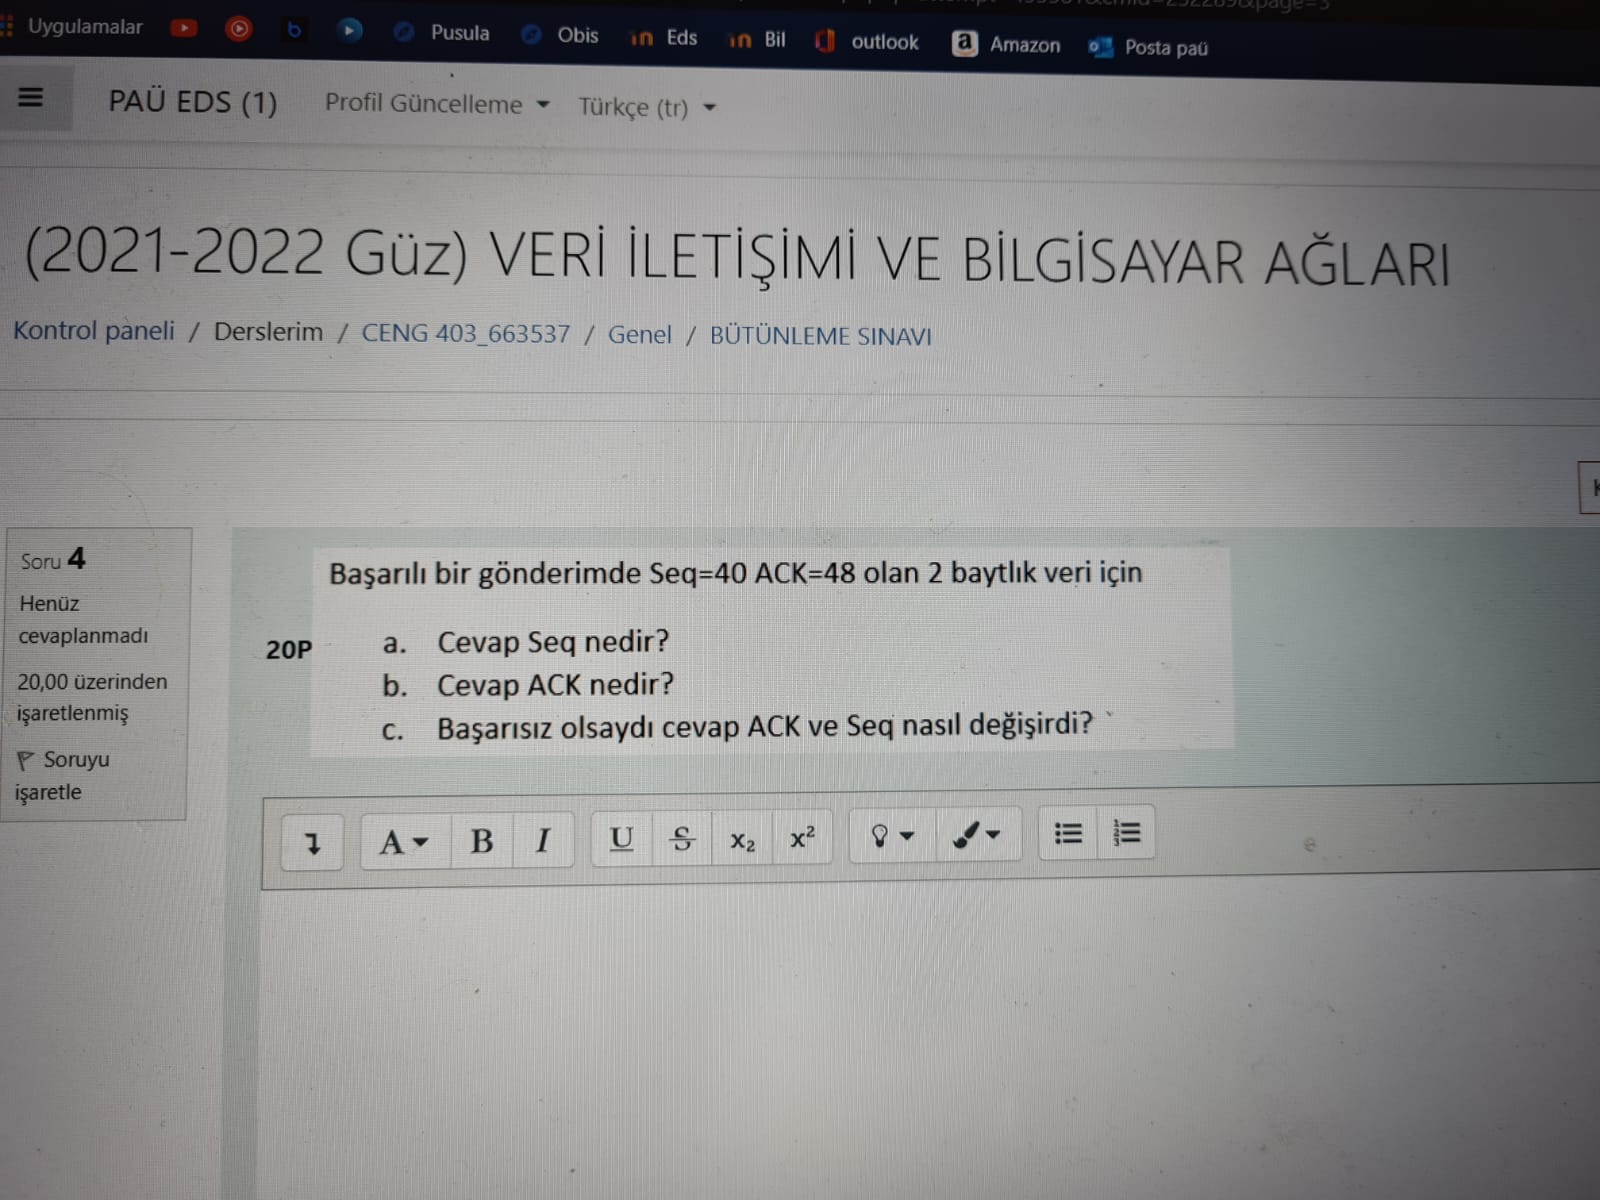 Uygulamalar
Pusula
Obis
Eds
Bil
outlook
Amazon
Posta paü
PAÜ EDS (1)
Profil Güncelleme
Türkçe (tr)
(2021-2022 Güz) VERİ İLETİŞİMİ VE BİLGİSAYAR AĞLARI
Kontrol paneli / Derslerim / CENG 403_663537 / Genel / BÜTÜNLEME SINAVI
Soru 4
Henüz
cevaplanmadı
20,00 üzerinden
işaretlenmiş
Soruyu
işaretle
Başarılı bir gönderimde Seq=40 ACK=48 olan 2 baytlık veri için
20P
a. Cevap Seq nedir?
b. Cevap ACK nedir?
c. Başarısız olsaydı cevap ACK ve Seq nasıl değişirdi?
A B I U S x₂ x²